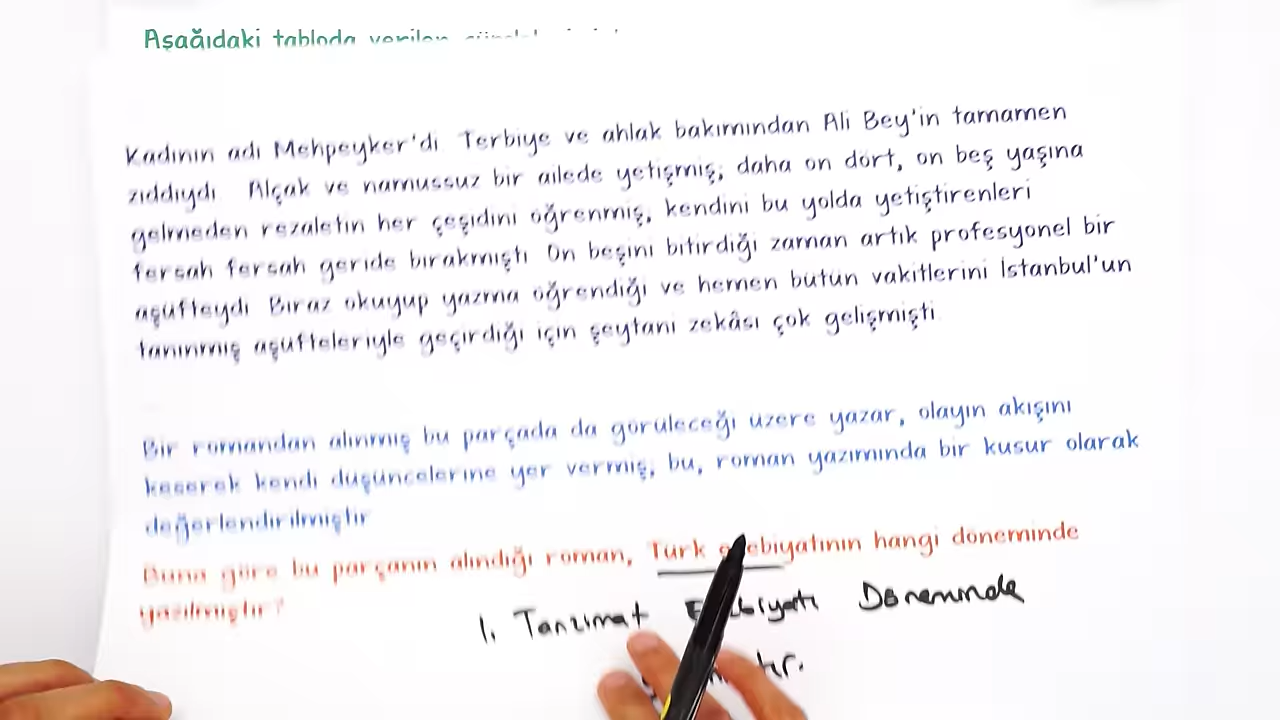 Aşağıdaki tabloda verilen
Kadının adı Mehpeyker'di Terbiye ve ahlak bakımından Ali Bey'in tamamen
zıddıydı Alçak ve namussuz bir ailede yetişmiş, daha on dört, on beş yaşına
gelmeden rezaletin her çeşidini öğrenmiş, kendini bu yolda yetiştirenleri
fersah fersah geride bırakmıştı On beşini bitirdiği zaman artık profesyonel bir
aşüfteydi Biraz okuyup yazma öğrendiği ve hemen bütün vakitlerini İstanbul'un
tanınmış aşufteleriyle geçirdiği için şeytani zekâsı çok gelişmişti
Bir romandan alınmış bu parçada da görüleceği üzere yazar, olayın akışını
keserek kendi düşüncelerine yer vermiş, bu, roman yazımında bir kusur olarak
değerlendirilmiştir
Buna göre bu parçanın alındığı roman, Türk edebiyatının hangi döneminde
yazılmıştır?
1. Tanzimat Edebiyatı Döneminde